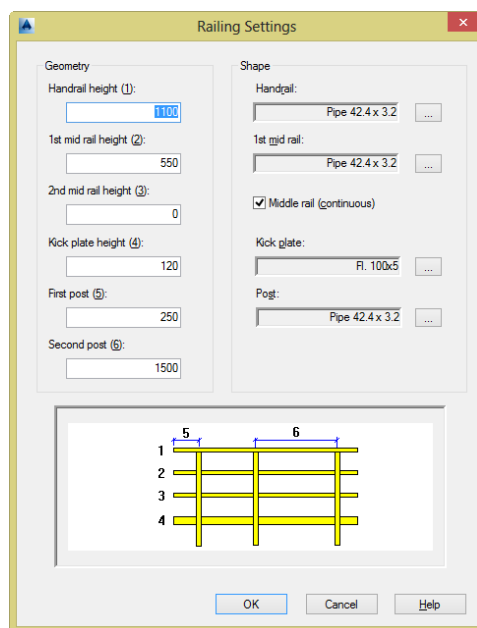 Railing Settings
Geometry
Handrail height (1):
1100
1st mid rail height (2):
550
2nd mid rail height (3):
0
Kick plate height (4):
120
First post (5):
250
Second post (6):
1500
Shape
Handrail:
Pipe 42.4 x 3.2
...
1st mid rail:
Pipe 42.4 x 3.2
...
Middle rail (continuous)
Kick plate:
Fl. 100x5
...
Post:
Pipe 42.4 x 3.2
...
5 6
1
2
3
4
OK Cancel Help